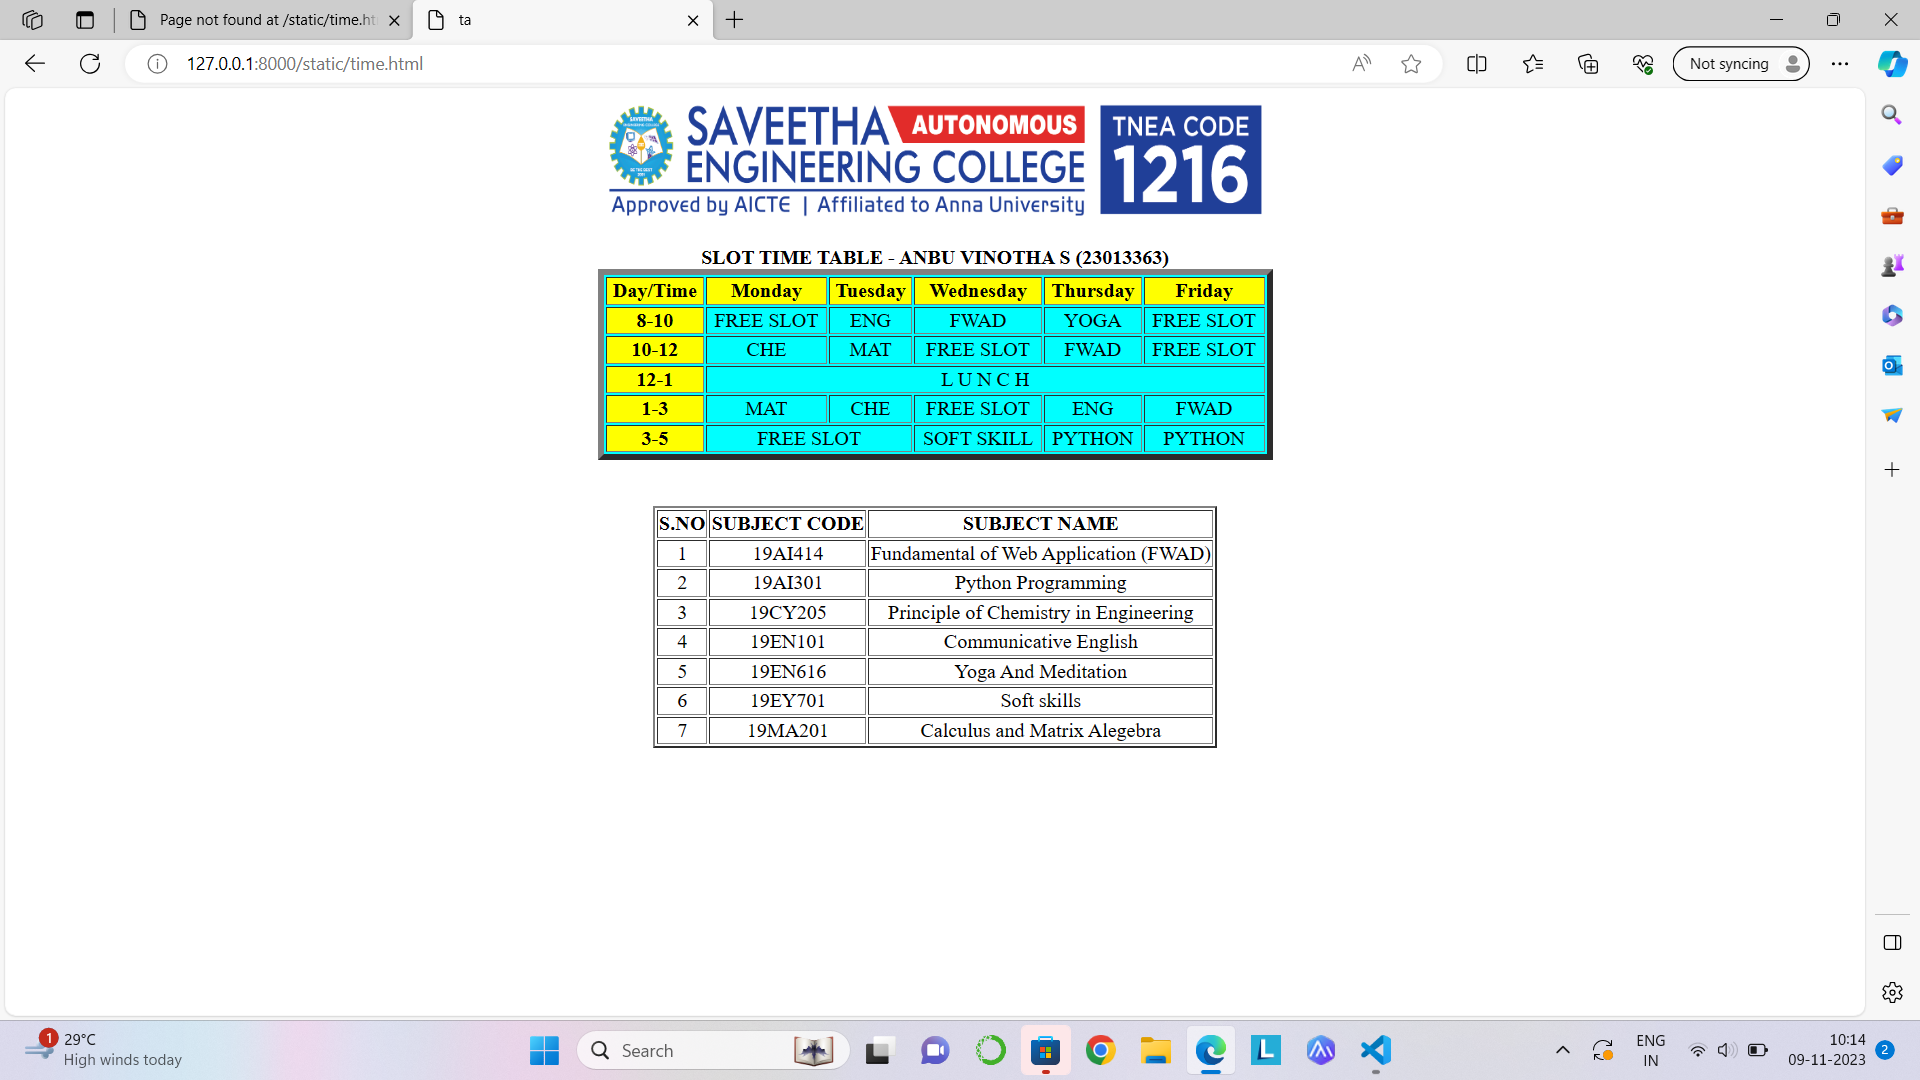 Page not found at /static/time.ht
ta
127.0.0.1:8000/static/time.html
Not syncing
SAVEETHA AUTONOMOUS
ENGINEERING COLLEGE
Approved by AICTE | Affiliated to Anna University
TNEA CODE
1216
SLOT TIME TABLE - ANBU VINOTHA S (23013363)
Day/Time Monday Tuesday Wednesday Thursday Friday
8-10 FREE SLOT ENG FWAD YOGA FREE SLOT
10-12 CHE MAT FREE SLOT FWAD FREE SLOT
12-1 L U N C H
1-3 MAT CHE FREE SLOT ENG FWAD
3-5 FREE SLOT SOFT SKILL PYTHON PYTHON
S.NO SUBJECT CODE SUBJECT NAME
1 19AI414 Fundamental of Web Application (FWAD)
2 19AI301 Python Programming
3 19CY205 Principle of Chemistry in Engineering
4 19EN101 Communicative English
5 19EN616 Yoga And Meditation
6 19EY701 Soft skills
7 19MA201 Calculus and Matrix Alegebra
1
29°C
High winds today
Search
ENG
IN
10:14
09-11-2023
2